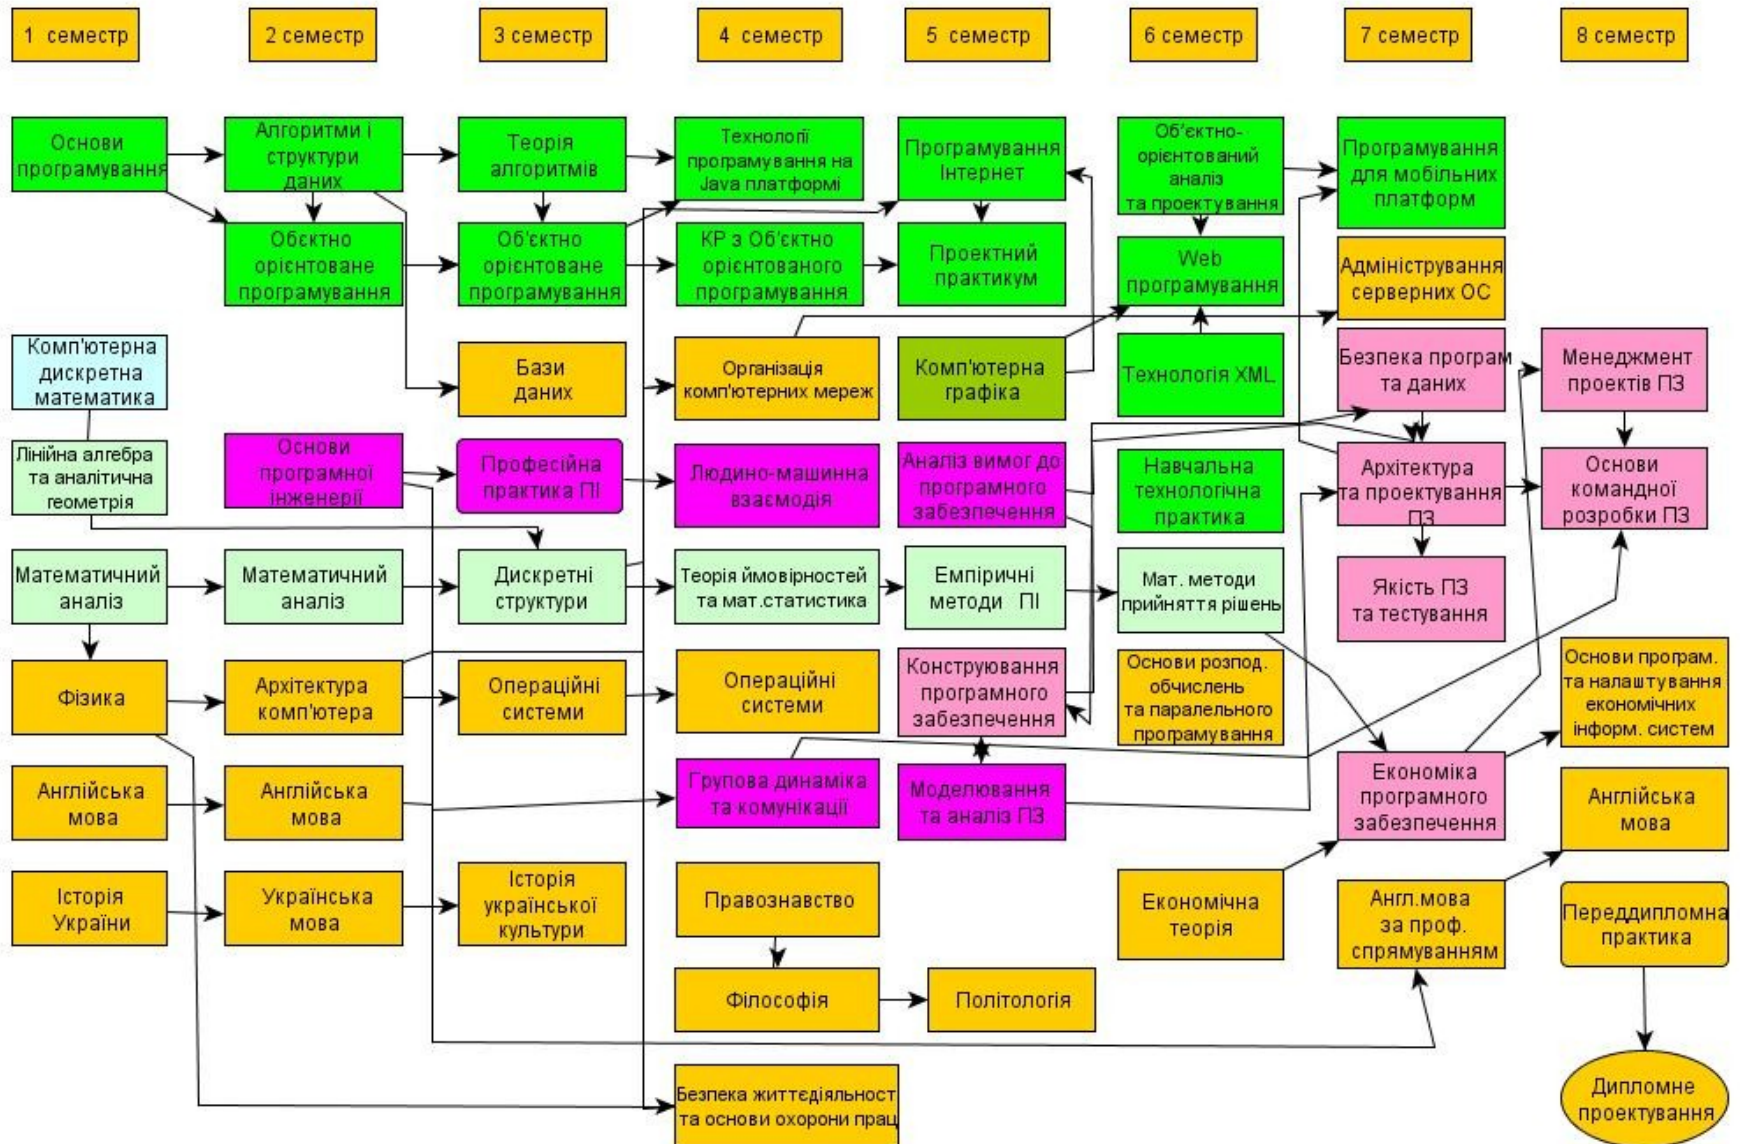 1 семестр
2 семестр
3 семестр
4 семестр
5 семестр
6 семестр
7 семестр
8 семестр
Основи
програмування
Алгоритми і
структури
даних
Теорія
алгоритмів
Технології
програмування на
Java платформі
Програмування
Інтернет
Об'єктно-
орієнтований
аналіз
та проектування
Програмування
для мобільних
платформ
Обєктно
орієнтоване
програмування
Об'єктно
орієнтоване
програмування
КР з Об'єктно
орієнтованого
програмування
Проектний
практикум
Web
програмування
Адміністрування
серверних ОС
Комп'ютерна
дискретна
математика
Бази
даних
Організація
комп'ютерних мереж
Комп'ютерна
графіка
Технологія XML
Безпека програм
та даних
Менеджмент
проектів ПЗ
Лінійна алгебра
та аналітична
геометрія
Основи
програмної
інженерії
Професійна
практика ПІ
Людино-машинна
взаємодія
Аналіз вимог до
програмного
забезпечення
Навчальна
технологічна
практика
Архітектура
та проектування
ПЗ
Основи
командної
розробки ПЗ
Математичний
аналіз
Математичний
аналіз
Дискретні
структури
Теорія ймовірностей
та мат.статистика
Емпіричні
методи ПІ
Мат. методи
прийняття рішень
Якість ПЗ
та тестування
Фізика
Архітектура
комп'ютера
Операційні
системи
Операційні
системи
Конструювання
програмного
забезпечення
Основи розпод.
обчислень
та паралельного
програмування
Основи програм.
та налаштування
економічних
інформ. систем
Англійська
мова
Англійська
мова
Групова динаміка
та комунікації
Моделювання
та аналіз ПЗ
Економіка
програмного
забезпечення
Англійська
мова
Історія
України
Українська
мова
Історія
української
культури
Правознавство
Економічна
теорія
Англ.мова
за проф.
спрямуванням
Переддипломна
практика
Філософія
Політологія
Безпека життєдіяльност
та основи охорони прац
Дипломне
проектування